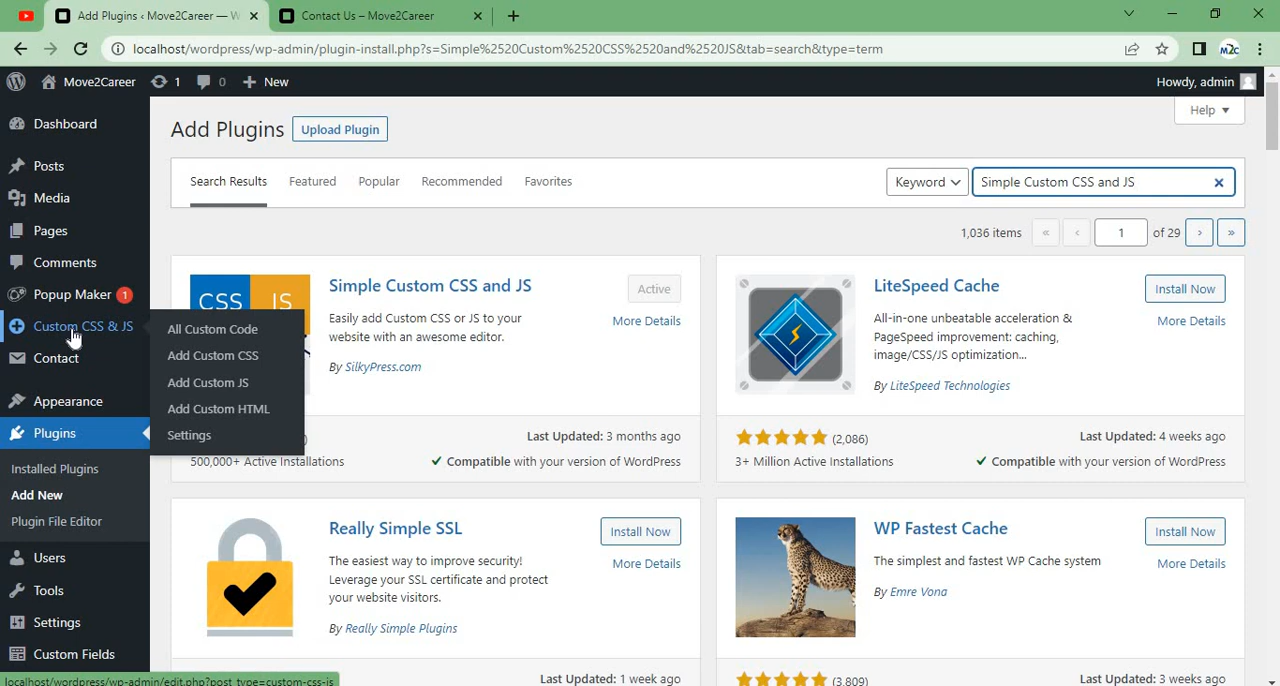 Add Plugins ‹ Move2Career — W
Contact Us – Move2Career
localhost/wordpress/wp-admin/plugin-install.php?s=Simple%2520Custom%2520CSS%2520and%2520JS&tab=search&type=term
M2C
Move2Career
1
0
New
Howdy, admin
Dashboard
Posts
Media
Pages
Comments
Popup Maker 1
Custom CSS & JS
Contact
Appearance
Plugins
Installed Plugins
Add New
Plugin File Editor
Users
Tools
Settings
Custom Fields
All Custom Code
Add Custom CSS
Add Custom JS
Add Custom HTML
Settings
Add Plugins
Upload Plugin
Help
Search Results
Featured
Popular
Recommended
Favorites
Keyword
Simple Custom CSS and JS
1,036 items
«
‹
1
of 29
›
»
CSS
JS
Simple Custom CSS and JS
Active
More Details
Easily add Custom CSS or JS to your
website with an awesome editor.
By SilkyPress.com
Last Updated: 3 months ago
500,000+ Active Installations
Compatible with your version of WordPress
LiteSpeed Cache
Install Now
More Details
All-in-one unbeatable acceleration &
PageSpeed improvement: caching,
image/CSS/JS optimization...
By LiteSpeed Technologies
(2,086)
Last Updated: 4 weeks ago
3+ Million Active Installations
Compatible with your version of WordPress
Really Simple SSL
Install Now
More Details
The easiest way to improve security!
Leverage your SSL certificate and protect
your website visitors.
By Really Simple Plugins
Last Updated: 1 week ago
WP Fastest Cache
Install Now
More Details
The simplest and fastest WP Cache system
By Emre Vona
(3,809)
Last Updated: 3 weeks ago
localhost/wordpress/wp-admin/edit.php?post_type=custom-css-js